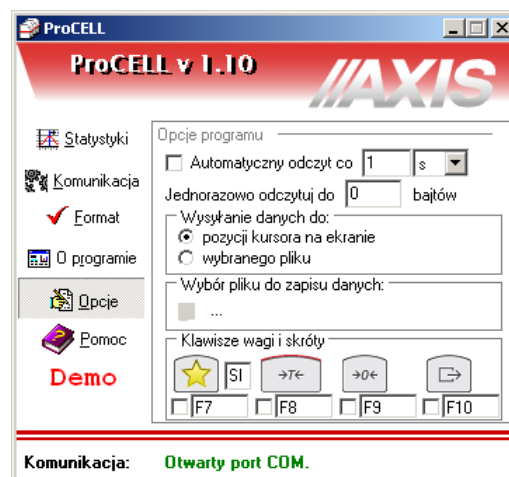 ProCELL
ProCELL v 1.10
//AXIS
Statystyki
Komunikacja
Format
O programie
Opcje
Pomoc
Demo
Opcje programu
Automatyczny odczyt co 1 s
Jednorazowo odczytuj do 0 bajtów
Wysyłanie danych do:
pozycji kursora na ekranie
wybranego pliku
Wybór pliku do zapisu danych:
...
Klawisze wagi i skróty
SI →T← →0←
F7 F8 F9 F10
Komunikacja: Otwarty port COM.